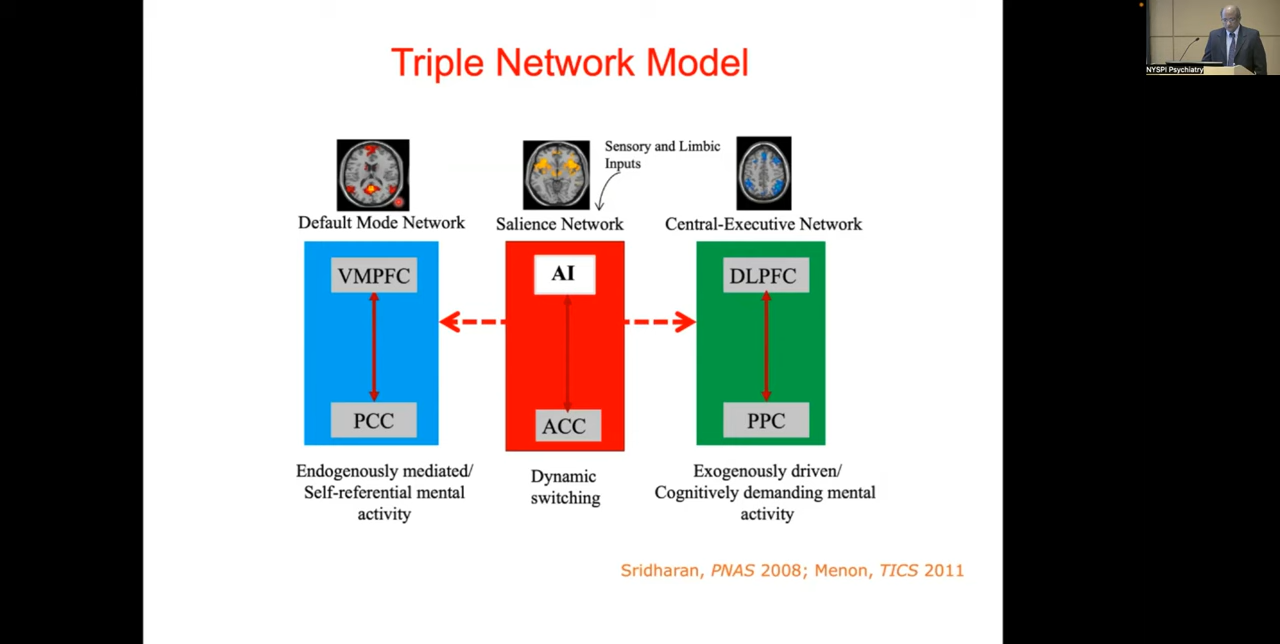 Triple Network Model
NYSPI Psychiatry
Sensory and Limbic
Inputs
Default Mode Network
Salience Network
Central-Executive Network
VMPFC
AI
DLPFC
PCC
ACC
PPC
Endogenously mediated/
Self-referential mental
activity
Dynamic
switching
Exogenously driven/
Cognitively demanding mental
activity
Sridharan, PNAS 2008; Menon, TICS 2011